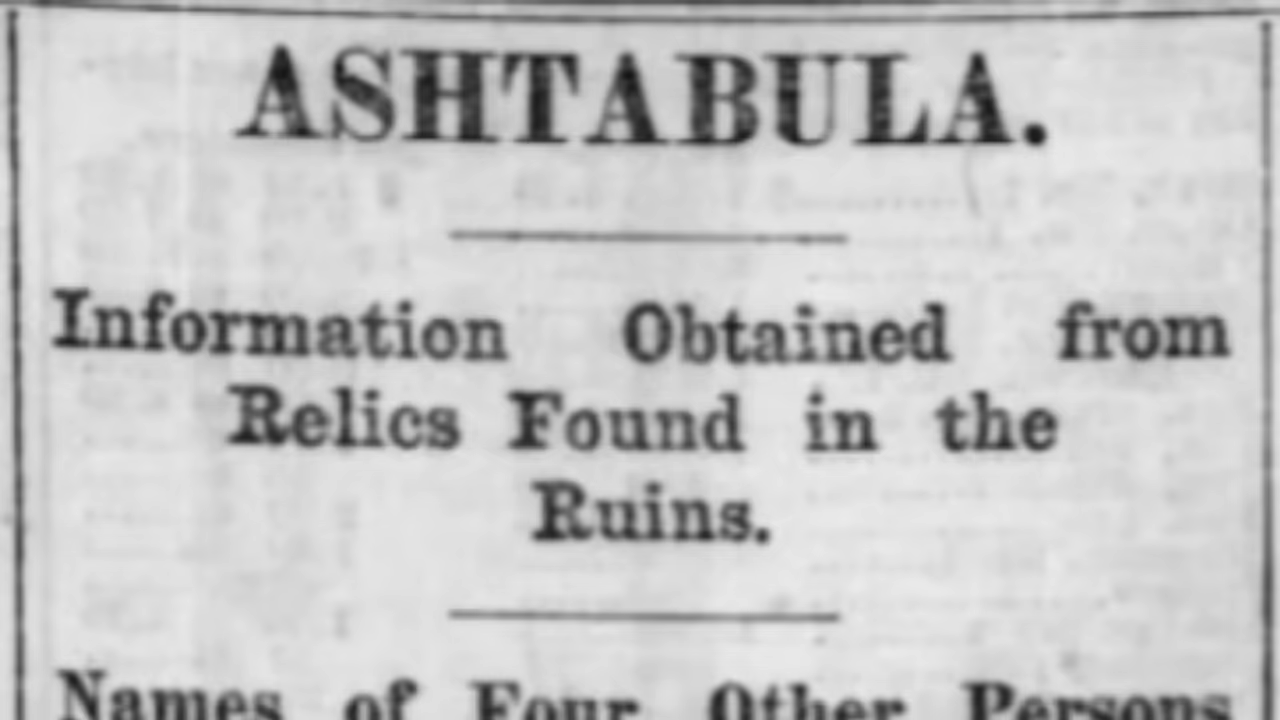 ASHTABULA.
Information Obtained from
Relics Found in the
Ruins.
Names of Four Other Persons